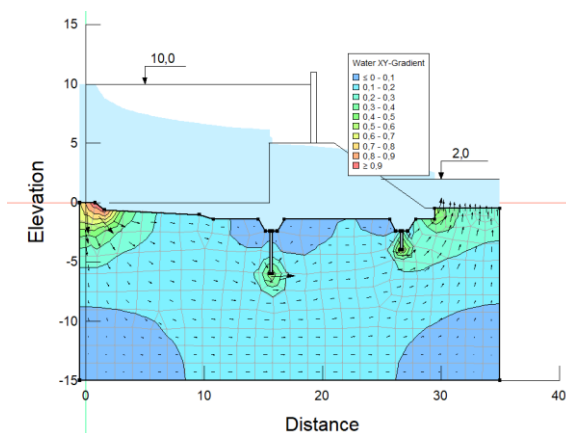 15
10,0
10
Water XY-Gradient
≤ 0 - 0,1
0,1 - 0,2
0,2 - 0,3
0,3 - 0,4
0,4 - 0,5
0,5 - 0,6
0,6 - 0,7
0,7 - 0,8
0,8 - 0,9
≥ 0,9
5
2,0
0
Elevation
-5
-10
-15
0 10 20 30 40
Distance